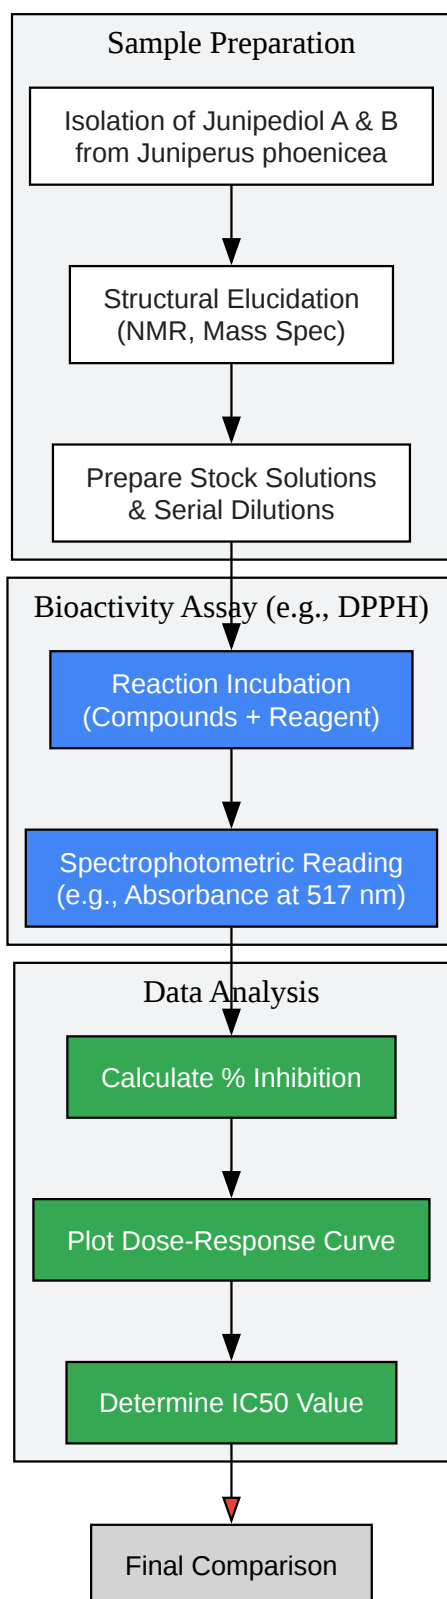 Sample Preparation
Isolation of Junipediol A & B
from Juniperus phoenicea
Structural Elucidation
(NMR, Mass Spec)
Prepare Stock Solutions
& Serial Dilutions
Bioactivity Assay (e.g., DPPH)
Reaction Incubation
(Compounds + Reagent)
Spectrophotometric Reading
(e.g., Absorbance at 517 nm)
Data Analysis
Calculate % Inhibition
Plot Dose-Response Curve
Determine IC50 Value
Final Comparison